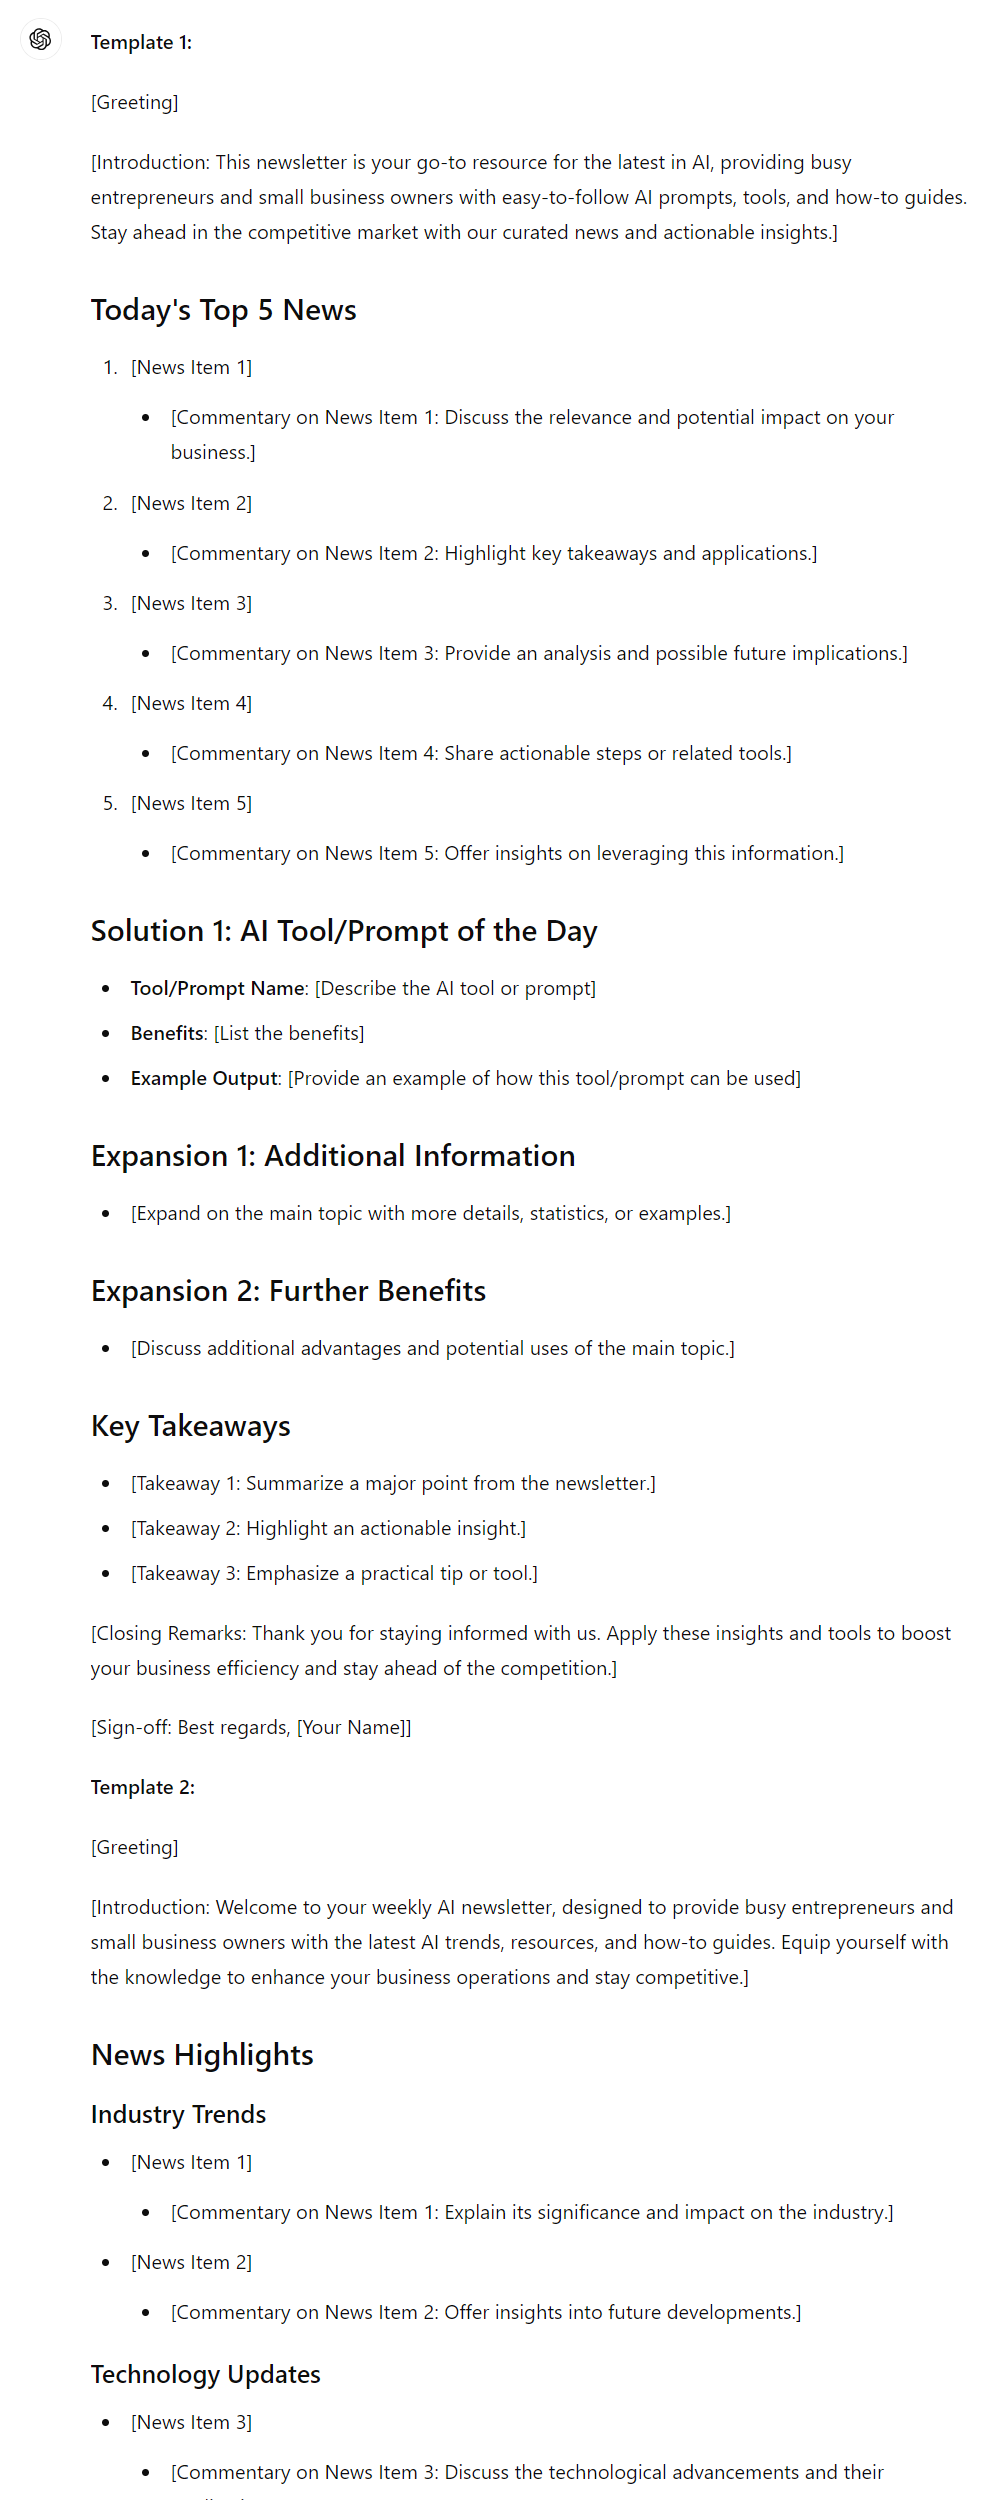 Template 1:
[Greeting]
[Introduction: This newsletter is your go-to resource for the latest in AI, providing busy
entrepreneurs and small business owners with easy-to-follow AI prompts, tools, and how-to guides.
Stay ahead in the competitive market with our curated news and actionable insights.]
Today's Top 5 News
1. [News Item 1]
• [Commentary on News Item 1: Discuss the relevance and potential impact on your
business.]
2. [News Item 2]
• [Commentary on News Item 2: Highlight key takeaways and applications.]
3. [News Item 3]
• [Commentary on News Item 3: Provide an analysis and possible future implications.]
4. [News Item 4]
• [Commentary on News Item 4: Share actionable steps or related tools.]
5. [News Item 5]
• [Commentary on News Item 5: Offer insights on leveraging this information.]
Solution 1: AI Tool/Prompt of the Day
• Tool/Prompt Name: [Describe the AI tool or prompt]
• Benefits: [List the benefits]
• Example Output: [Provide an example of how this tool/prompt can be used]
Expansion 1: Additional Information
• [Expand on the main topic with more details, statistics, or examples.]
Expansion 2: Further Benefits
• [Discuss additional advantages and potential uses of the main topic.]
Key Takeaways
• [Takeaway 1: Summarize a major point from the newsletter.]
• [Takeaway 2: Highlight an actionable insight.]
• [Takeaway 3: Emphasize a practical tip or tool.]
[Closing Remarks: Thank you for staying informed with us. Apply these insights and tools to boost
your business efficiency and stay ahead of the competition.]
[Sign-off: Best regards, [Your Name]]
Template 2:
[Greeting]
[Introduction: Welcome to your weekly AI newsletter, designed to provide busy entrepreneurs and
small business owners with the latest AI trends, resources, and how-to guides. Equip yourself with
the knowledge to enhance your business operations and stay competitive.]
News Highlights
Industry Trends
• [News Item 1]
• [Commentary on News Item 1: Explain its significance and impact on the industry.]
• [News Item 2]
• [Commentary on News Item 2: Offer insights into future developments.]
Technology Updates
• [News Item 3]
• [Commentary on News Item 3: Discuss the technological advancements and their